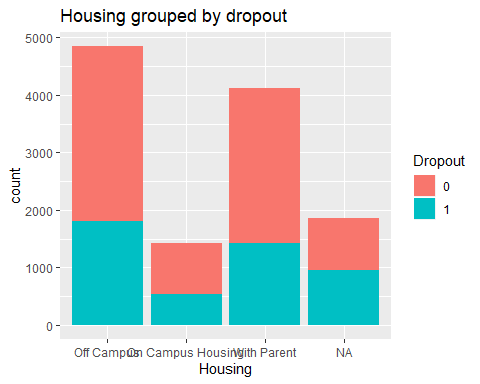 Housing grouped by dropout
5000
4000
3000
2000
1000
0
count
Off Campus On Campus Housing With Parent NA
Housing
Dropout
0
1